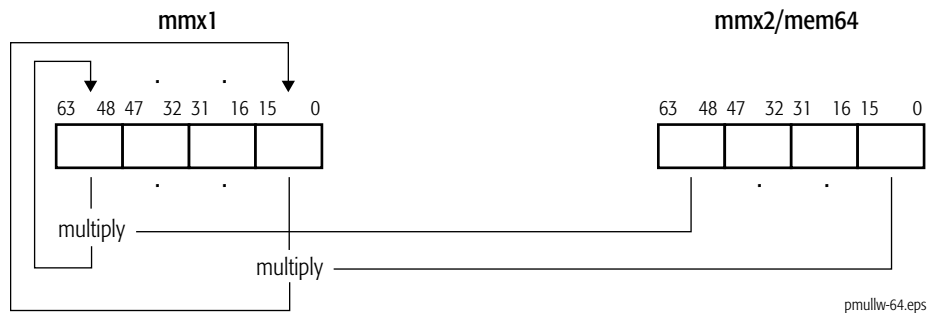 mmx1 mmx2/mem64
. .
63 48 47 32 31 16 15 0 63 48 47 32 31 16 15 0
. . . .
multiply
multiply
pmullw-64.eps